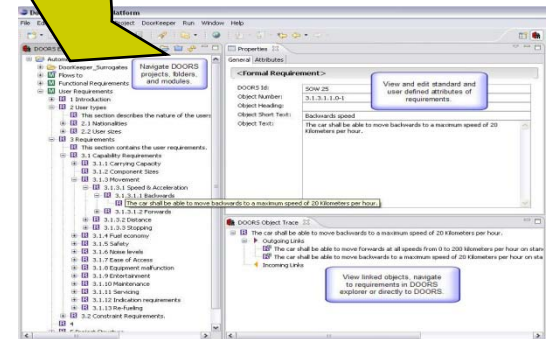 Platform
Project DoorKeeper Run Window Help
DOORS
Navigate DOORS
projects, folders,
and modules.
DoorKeeper_Surrogates
Flows to
Functional Requirements
User Requirements
1 Introduction
2 User types
This section describes the nature of the users
2.1 Nationalities
2.2 User sizes
3 Requirements
This section contains the user requirements.
3.1 Capability Requirements
3.1.1 Carrying Capacity
3.1.2 Component Sizes
3.1.3 Movement
3.1.3.1 Speed & Acceleration
3.1.3.1.1 Backwards
The car shall be able to move backwards to a maximum speed of 20 Kilometers per hour.
3.1.3.1.2 Forwards
3.1.3.2 Distance
3.1.3.3 Stopping
3.1.4 Fuel economy
3.1.5 Safety
3.1.6 Noise levels
3.1.7 Ease of Access
3.1.8 Equipment malfunction
3.1.9 Entertainment
3.1.10 Maintenance
3.1.11 Servicing
3.1.12 Indication requirements
3.1.13 Re-fueling
3.2 Constraint Requirements.
4
Properties
General Attributes
<Formal Requirement>
View and edit standard and
user defined attributes of
requirements.
DOORS Id: SOW 25
Object Number: 3.1.3.1.1.0-1
Object Heading:
Object Short Text: Backwards speed
Object Text: The car shall be able to move backwards to a maximum speed of 20
Kilometers per hour.
DOORS Object Trace
The car shall be able to move backwards to a maximum speed of 20 Kilometers per hour.
Outgoing Links
The car shall be able to move forwards at all speeds from 0 to 200 kilometers per hour on stan
The car shall be able to move backwards to a maximum speed of 20 Kilometers per hour on sta
Incoming Links
View linked objects, navigate
to requirements in DOORS
explorer or directly to DOORS.